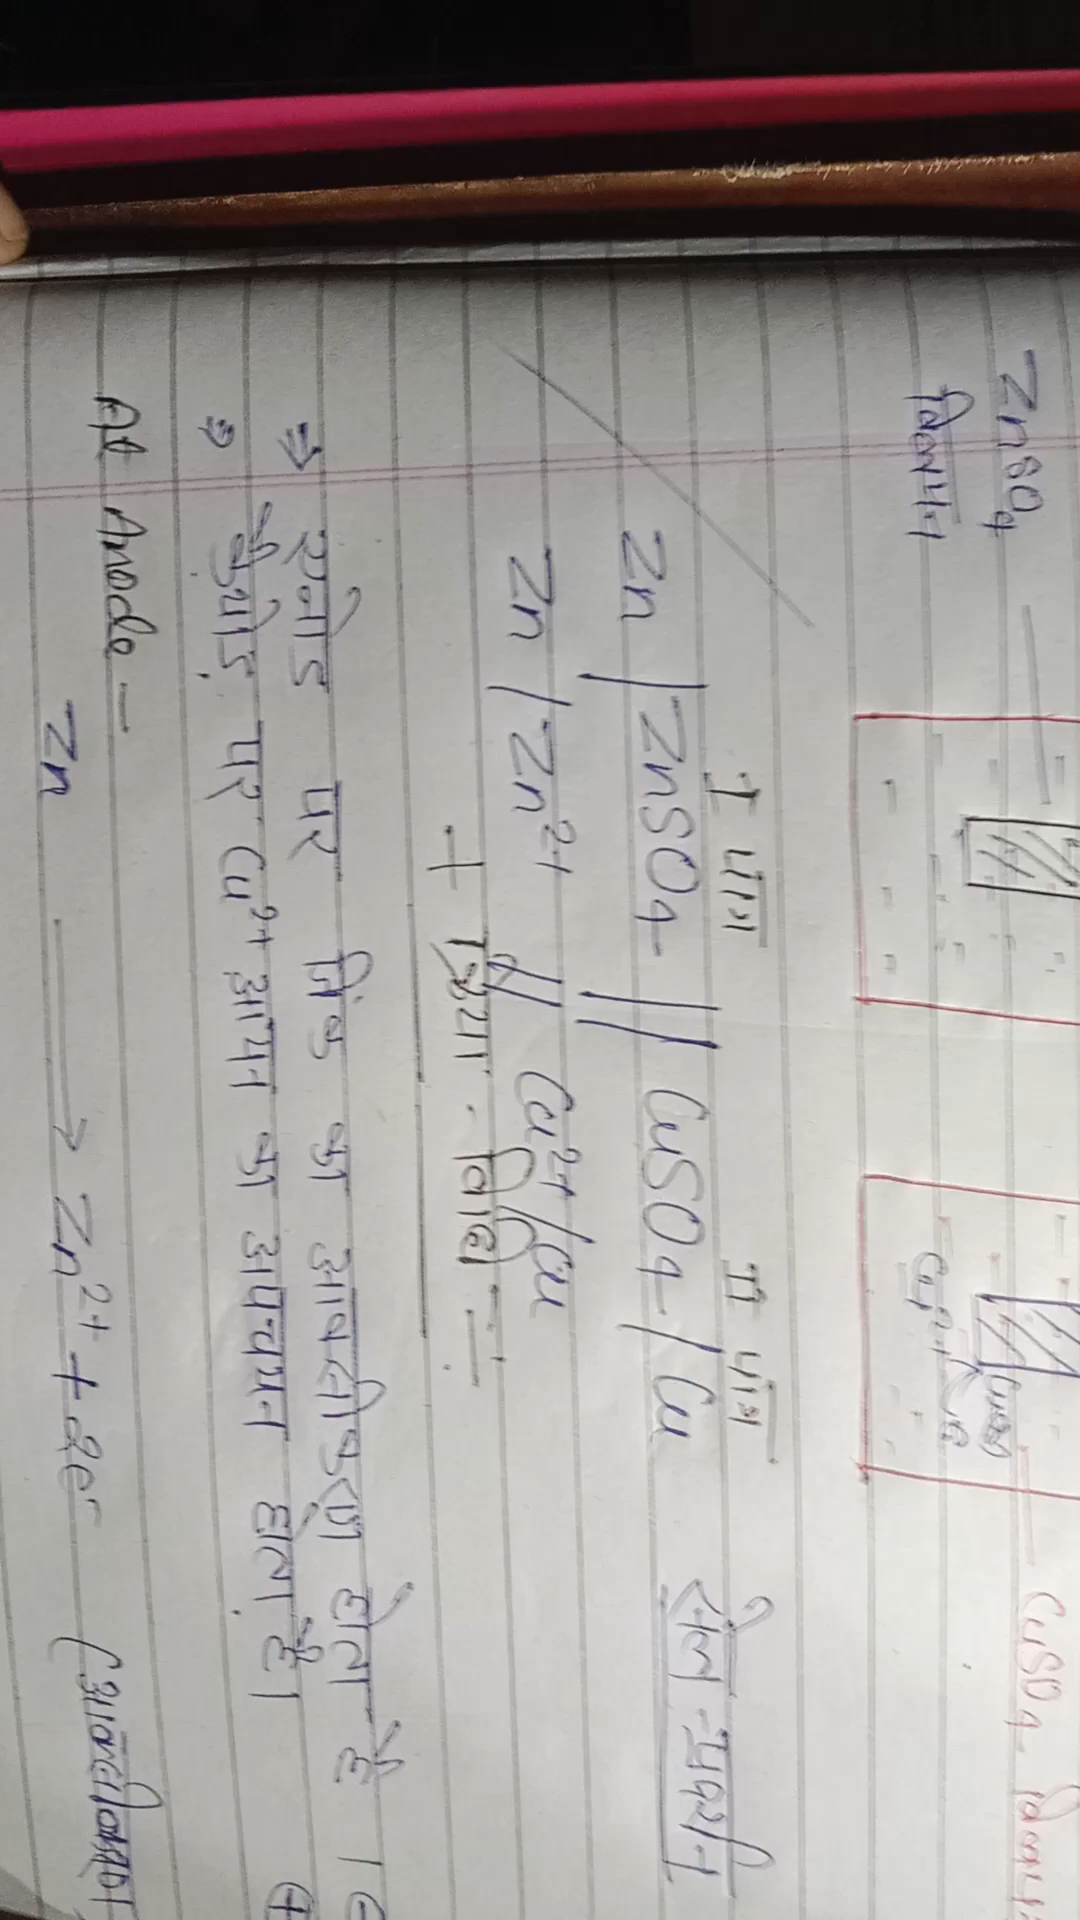 ZnSO4
विलयन
CuSO4
Cu2+
I भाग II भाग
Zn | ZnSO4 || CuSO4 | Cu सेल-प्रदर्शन
Zn | Zn2+ || Cu2+ | Cu
+ क्रिया-विधि :-
⇒ एनोड पर जिंक का आक्सीकरण होता है । (-
⇒ कैथोड पर Cu2+ आयन का अपचयन होता है। (+
At Anode -
Zn ⟶ Zn2+ + 2e-